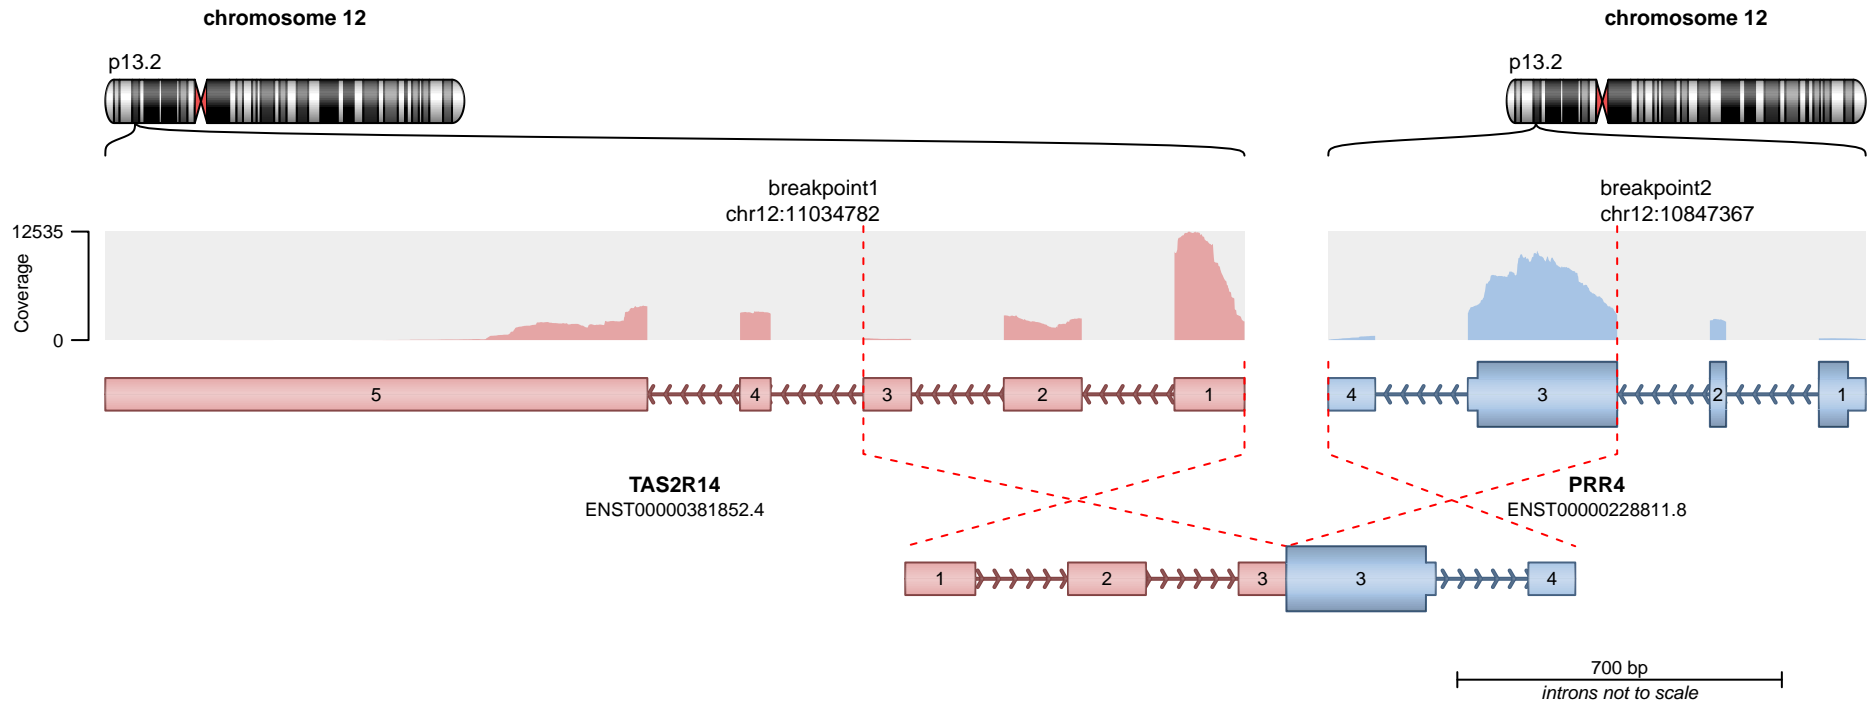 chromosome 12
chromosome 12
p13.2
p13.2
breakpoint1
chr12:11034782
breakpoint2
chr12:10847367
12535
Coverage
0
5
4
3
2
1
4
3
2
1
TAS2R14
ENST00000381852.4
PRR4
ENST00000228811.8
1
2
3
3
4
700 bp
introns not to scale